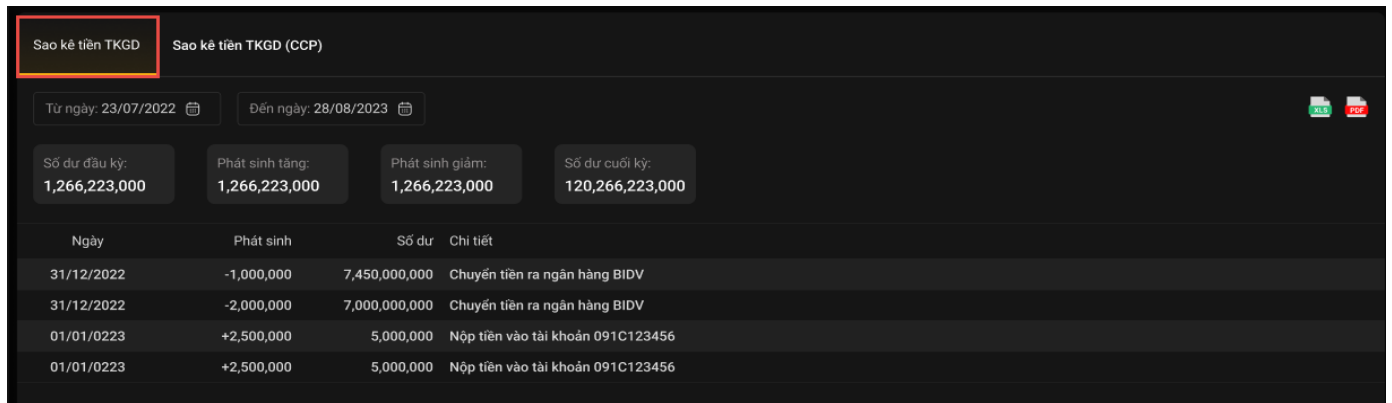 Sao kê tiền TKGD Sao kê tiền TKGD (CCP)
Từ ngày: 23/07/2022 Đến ngày: 28/08/2023 XLS PDF
Số dư đầu kỳ: Phát sinh tăng: Phát sinh giảm: Số dư cuối kỳ:
1,266,223,000 1,266,223,000 1,266,223,000 120,266,223,000
Ngày Phát sinh Số dư Chi tiết
31/12/2022 -1,000,000 7,450,000,000 Chuyển tiền ra ngân hàng BIDV
31/12/2022 -2,000,000 7,000,000,000 Chuyển tiền ra ngân hàng BIDV
01/01/0223 +2,500,000 5,000,000 Nộp tiền vào tài khoản 091C123456
01/01/0223 +2,500,000 5,000,000 Nộp tiền vào tài khoản 091C123456